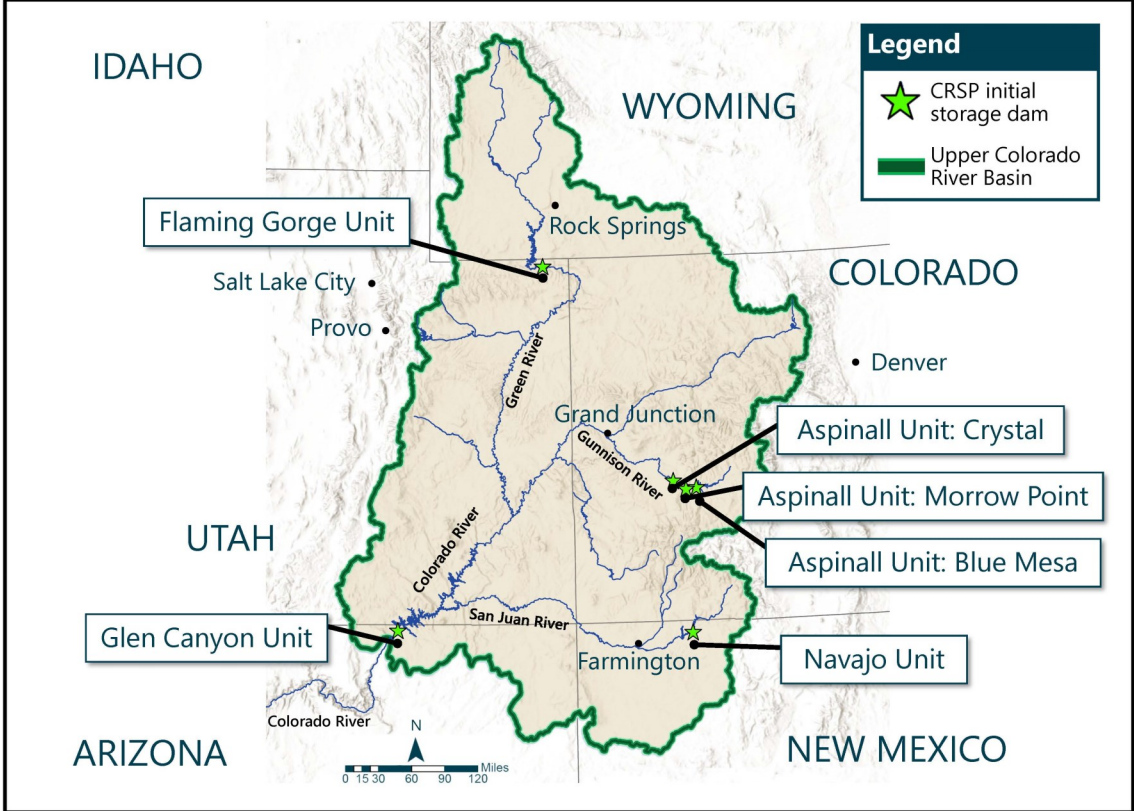 IDAHO
WYOMING
Legend
CRSP initial
storage dam
Upper Colorado
River Basin
Flaming Gorge Unit
Rock Springs
Salt Lake City
COLORADO
Provo
Green River
Denver
Grand Junction
Gunnison River
Aspinall Unit: Crystal
Aspinall Unit: Morrow Point
UTAH
Colorado River
Aspinall Unit: Blue Mesa
San Juan River
Glen Canyon Unit
Farmington
Navajo Unit
Colorado River
N
ARIZONA
NEW MEXICO
Miles
0 15 30 60 90 120